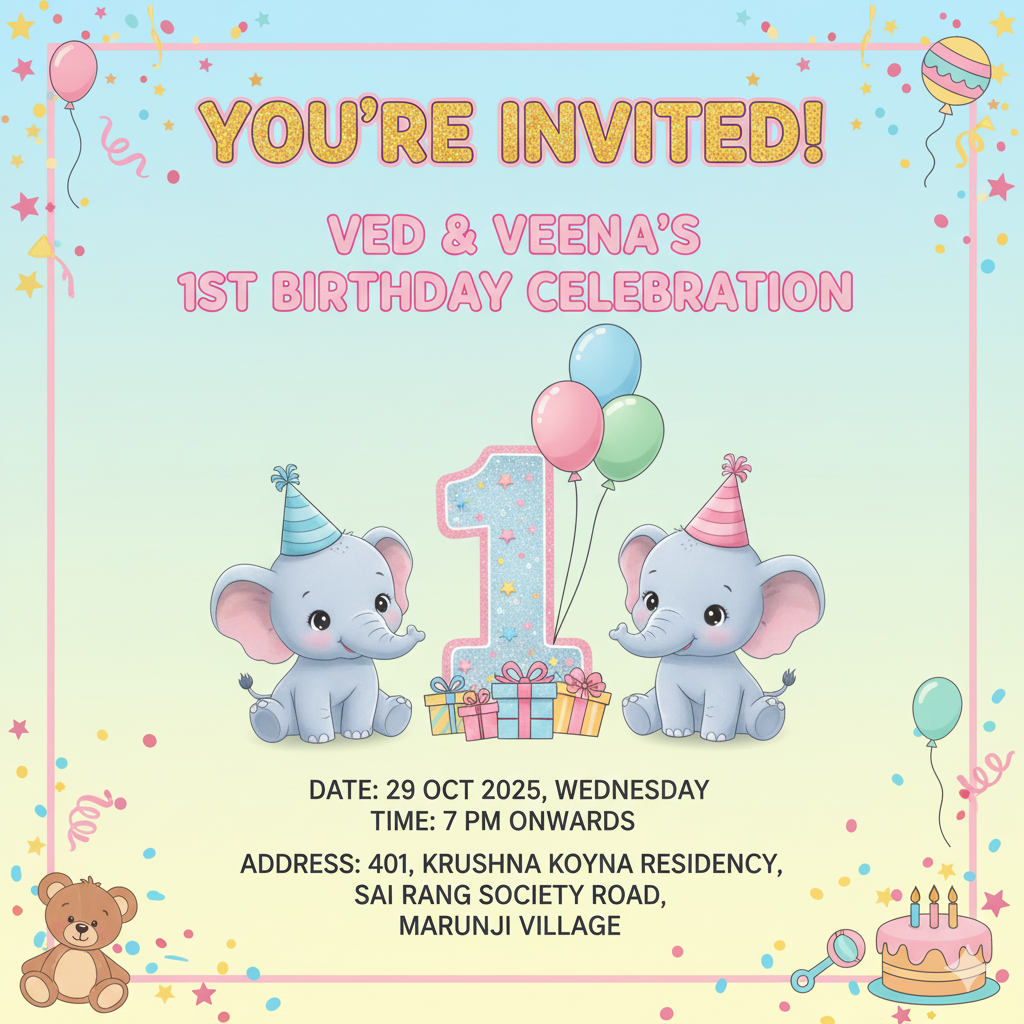 YOU'RE INVITED!
VED & VEENA'S
1ST BIRTHDAY CELEBRATION
1
DATE: 29 OCT 2025, WEDNESDAY
TIME: 7 PM ONWARDS
ADDRESS: 401, KRUSHNA KOYNA RESIDENCY,
SAI RANG SOCIETY ROAD,
MARUNJI VILLAGE